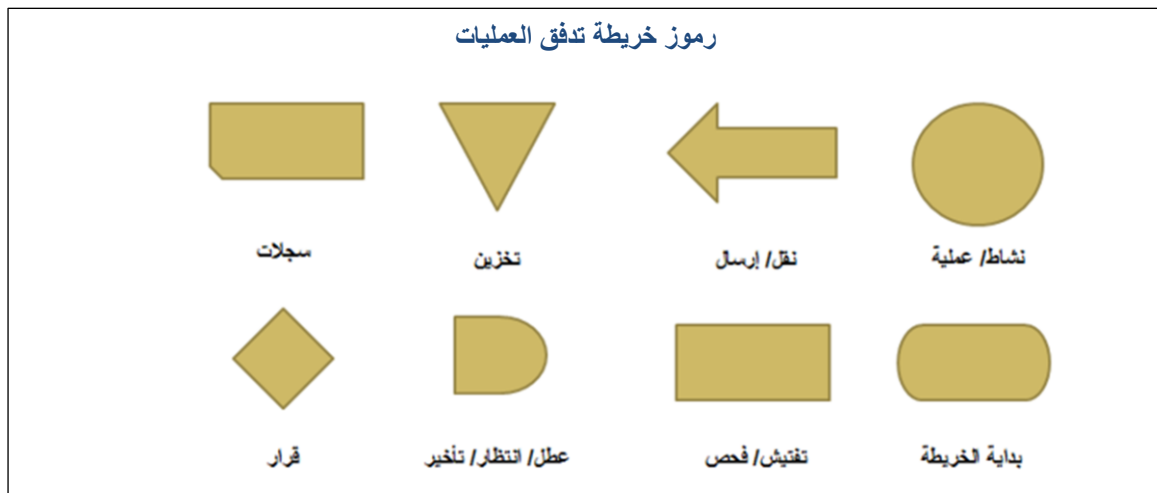 رموز خريطة تدفق العمليات
نشاط/ عملية
نقل/ إرسال
تخزين
سجلات
بداية الخريطة
تفتيش/ فحص
عطل/ انتظار/ تأخير
قرار